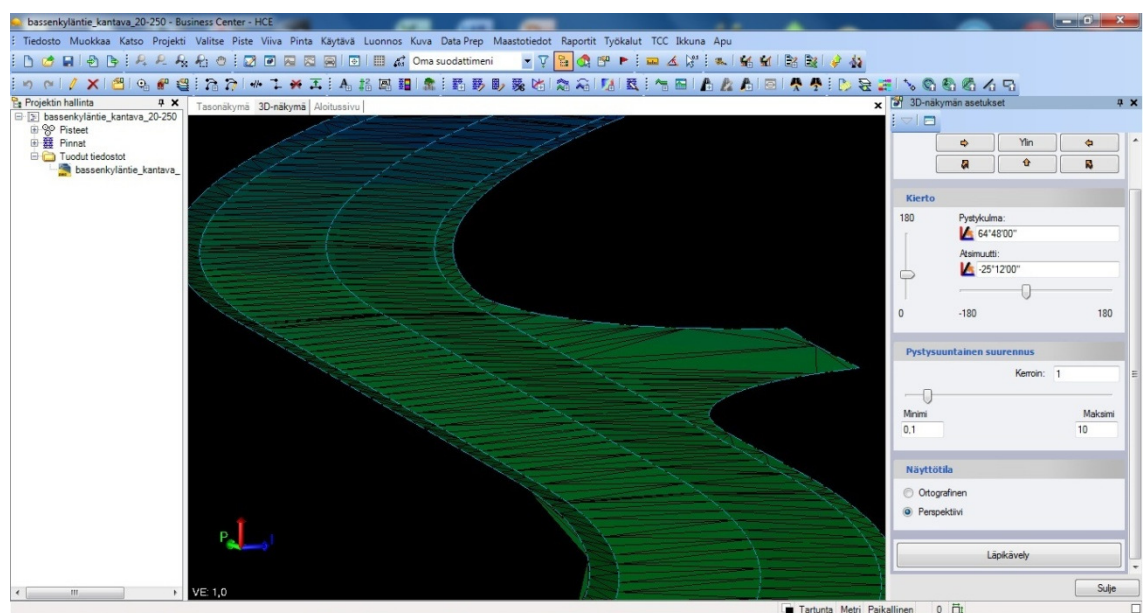 bassenkyläntie_kantava_20-250 - Business Center - HCE
Tiedosto Muokkaa Katso Projekti Valitse Piste Viiva Pinta Käytävä Luonnos Kuva Data Prep Maastotiedot Raportit Työkalut TCC Ikkuna Apu
Oma suodattimeni
Projektin hallinta
bassenkyläntie_kantava_20-250
Pisteet
Pinnat
Tuodut tiedostot
bassenkyläntie_kantava_
Tasonäkymä 3D-näkymä Aloitussivu
P I
VE: 1,0
3D-näkymän asetukset
Ylin
Kierto
180
Pystykulma:
64°48'00"
Atsimuutti:
-25°12'00"
0 -180 180
Pystysuuntainen suurennus
Kerroin: 1
Minimi Maksimi
0,1 10
Näyttötila
Ortografinen
Perspektiivi
Läpikävely
Sulje
Tartunta Metri Paikallinen 0